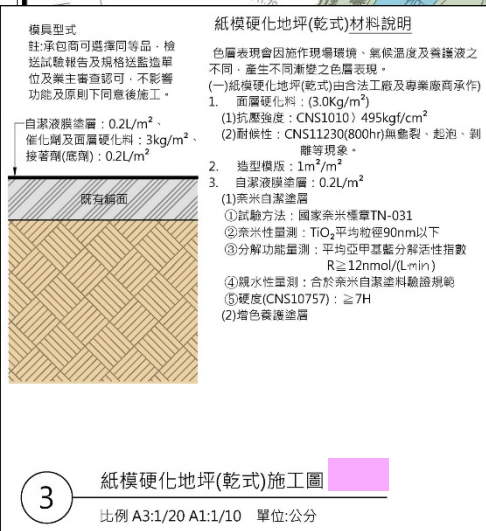 模具型式
註:承包商可選擇同等品，檢
送試驗報告及規格送監造單
位及業主審查認可，不影響
功能及原則下同意後施工。
自潔液膜塗層：0.2L/m²、
催化劑及面層硬化料：3kg/m²、
接著劑(底劑)：0.2L/m²
既有鋪面
紙模硬化地坪(乾式)材料說明
色層表現會因施作現場環境、氣候溫度及養護液之
不同，產生不同漸變之色層表現。
(一)紙模硬化地坪(乾式)由合法工廠及專業廠商承作)
1. 面層硬化料：(3.0Kg/m²)
(1)抗壓強度：CNS1010〉495kgf/cm²
(2)耐候性：CNS11230(800hr)無龜裂、起泡、剝
離等現象。
2. 造型模版：1m²/m²
3. 自潔液膜塗層：0.2L/m²
(1)奈米自潔塗層
①試驗方法：國家奈米標章TN-031
②奈米性量測：TiO₂平均粒徑90nm以下
③分解功能量測：平均亞甲基藍分解活性指數
R≧12nmol/(L·min)
④親水性量測：合於奈米自潔塗料驗證規範
⑤硬度(CNS10757)：≧7H
(2)增色養護塗層
3
紙模硬化地坪(乾式)施工圖
比例 A3:1/20 A1:1/10 單位:公分